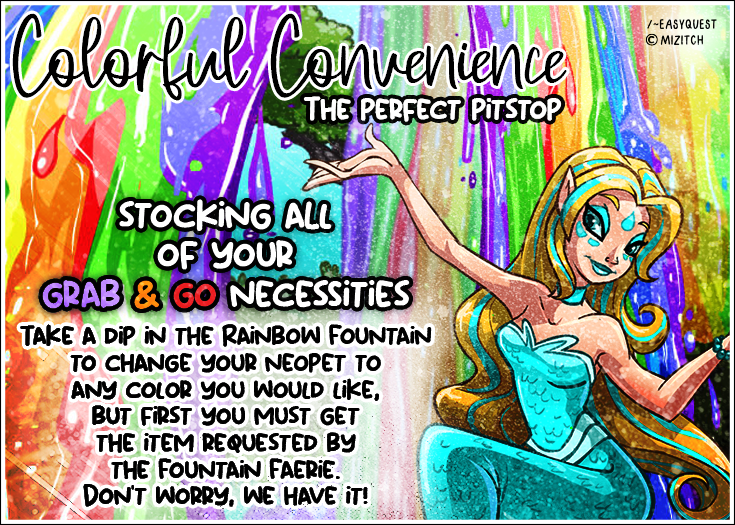 /~EASYQUEST
© MIZITCH
Colorful Convenience
THE PERFECT PITSTOP
STOCKING ALL
OF YOUR
GRAB & GO NECESSITIES
TAKE A DIP IN THE RAINBOW FOUNTAIN
TO CHANGE YOUR NEOPET TO
ANY COLOR YOU WOULD LIKE,
BUT FIRST YOU MUST GET
THE ITEM REQUESTED BY
THE FOUNTAIN FAERIE.
DON'T WORRY, WE HAVE IT!